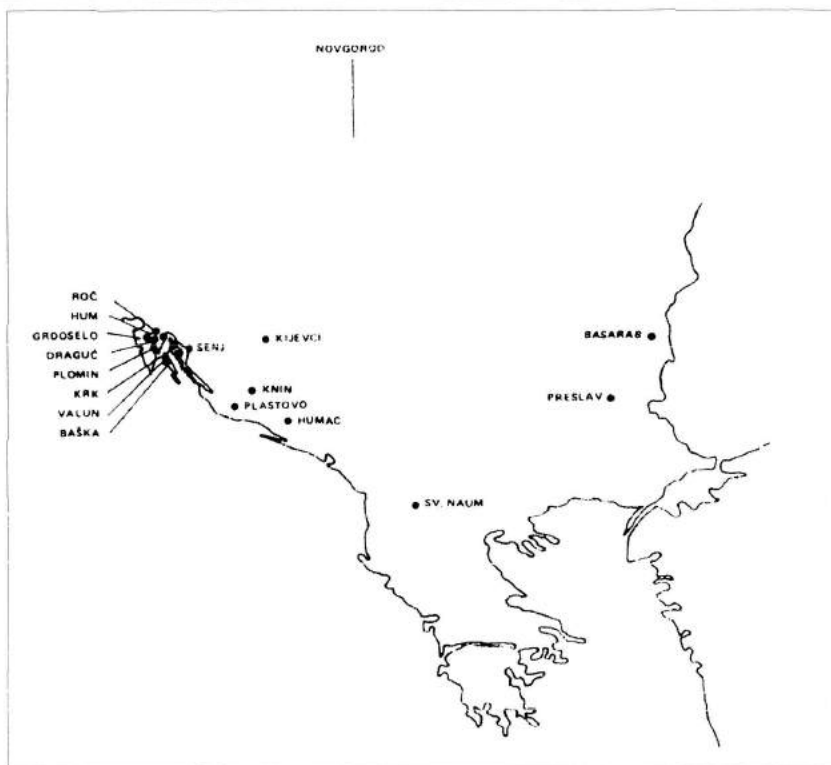 NOVGOROD
ROČ
HUM
GRDOSELO
DRAGUĆ
PLOMIN
KRK
VALUN
BAŠKA
SENJ
KIJEVCI
KNIN
PLASTOVO
HUMAC
BASARAB
PRESLAV
SV. NAUM